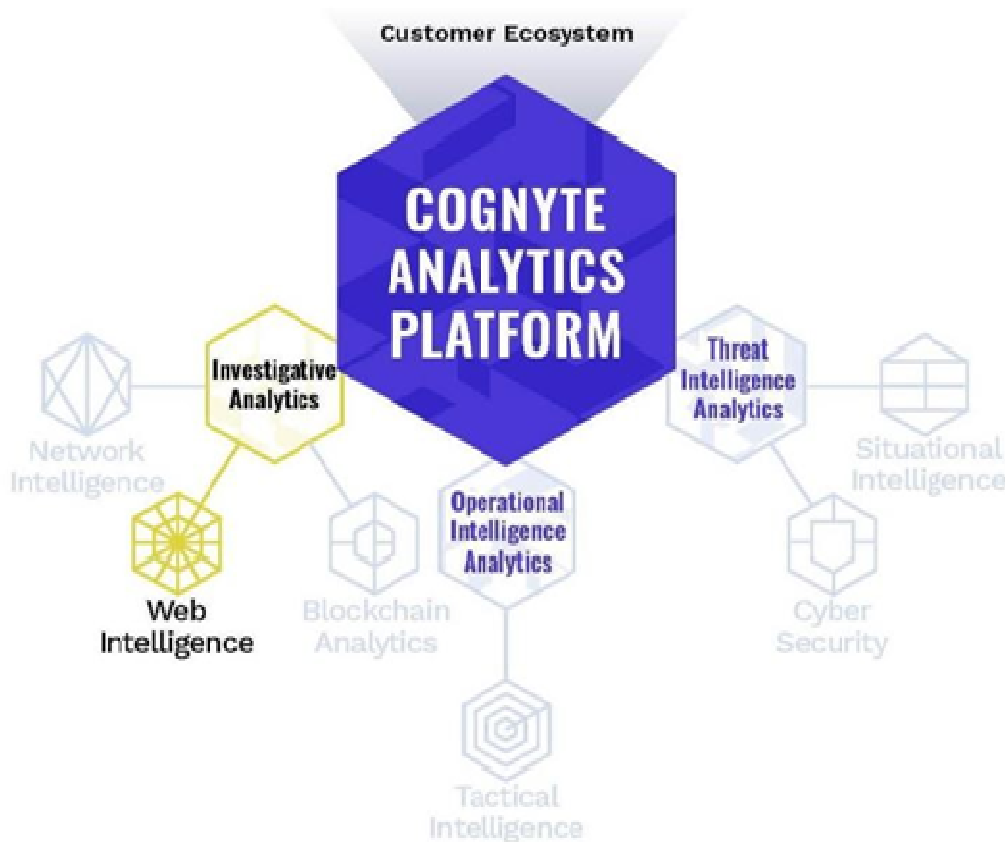 Customer Ecosystem
COGNYTE
ANALYTICS
PLATFORM
Investigative
Analytics
Threat
Intelligence
Analytics
Network
Intelligence
Situational
Intelligence
Operational
Intelligence
Analytics
Web
Intelligence
Blockchain
Analytics
Cyber
Security
Tactical
Intelligence